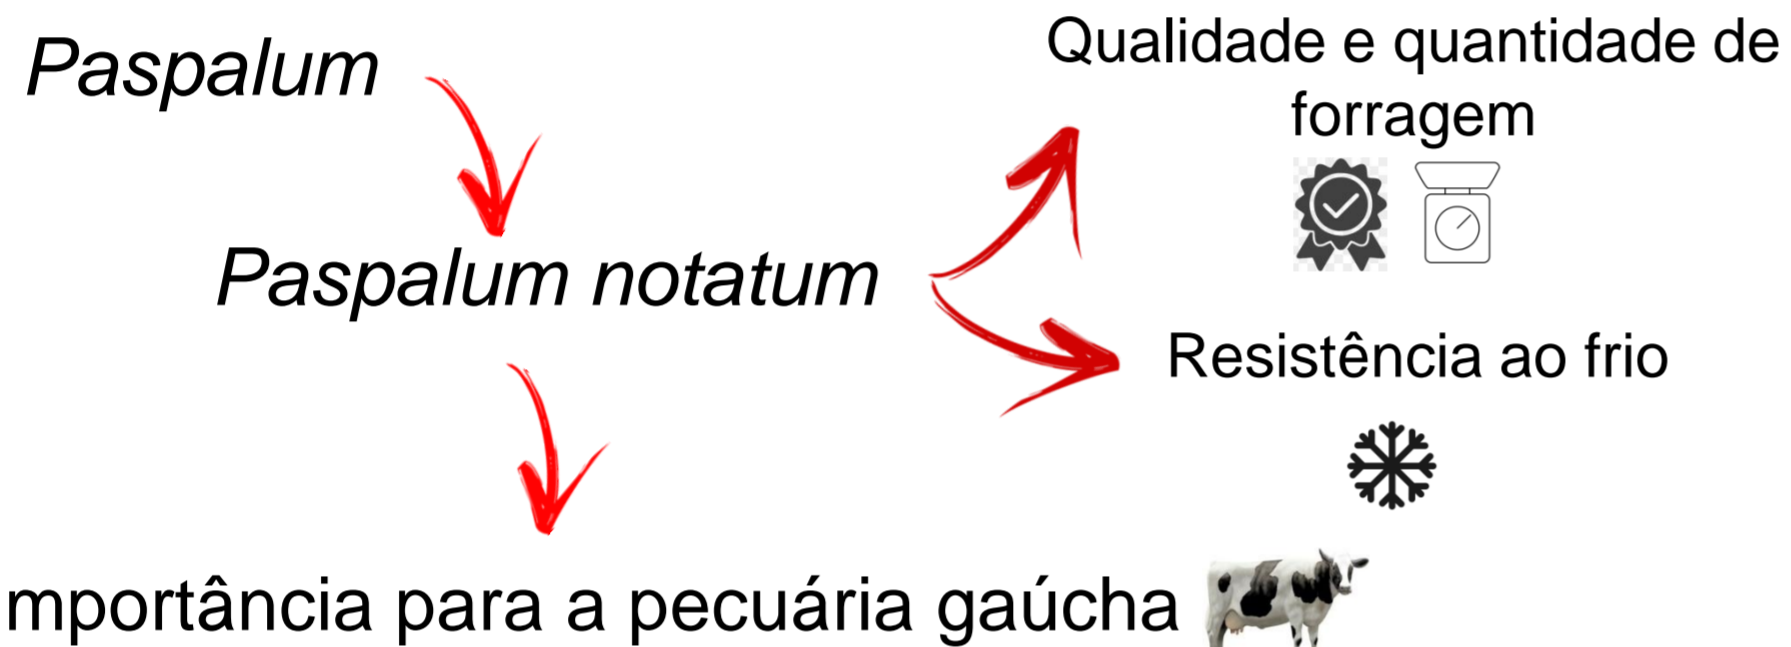 Paspalum
Qualidade e quantidade de
forragem
Paspalum notatum
Resistência ao frio
mportância para a pecuária gaúcha